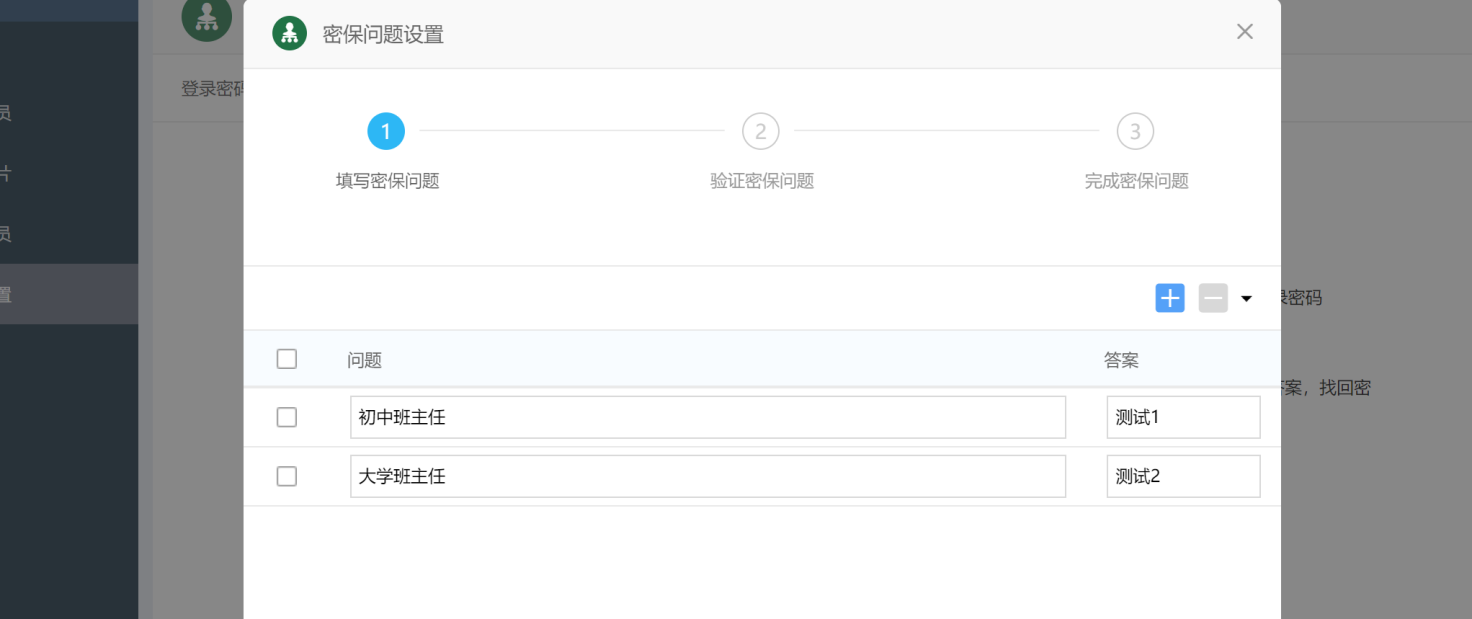 密保问题设置
登录密码
员
1
2
3
片
填写密保问题
验证密保问题
完成密保问题
员
置
录密码
问题
答案
答案，找回密
初中班主任
测试1
大学班主任
测试2